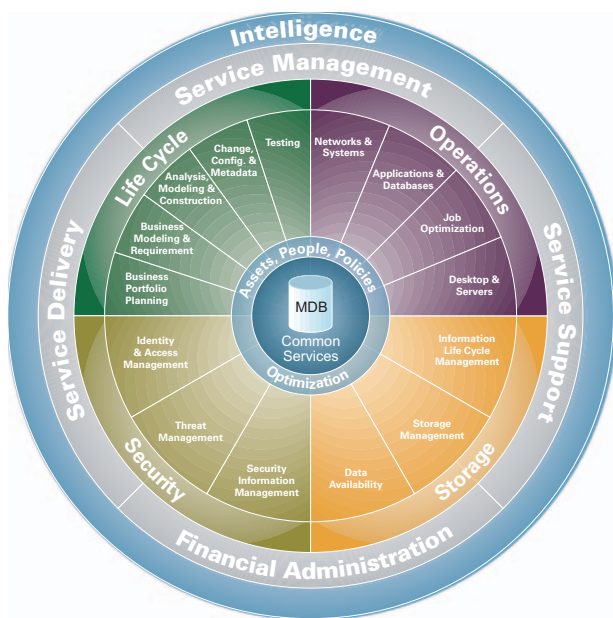 Intelligence
Service Management
Life Cycle
Operations
Testing
Networks &
Systems
Change,
Config. &
Metadata
Applications &
Databases
Analysis,
Modeling &
Construction
Job
Optimization
Business
Modeling &
Requirement
Business
Portfolio
Planning
Desktop &
Servers
Service Delivery
Service Support
Assets, People, Policies
MDB
Common
Services
Optimization
Identity
& Access
Management
Information
Life Cycle
Management
Threat
Management
Storage
Management
Security
Information
Management
Data
Availability
Security
Storage
Financial Administration